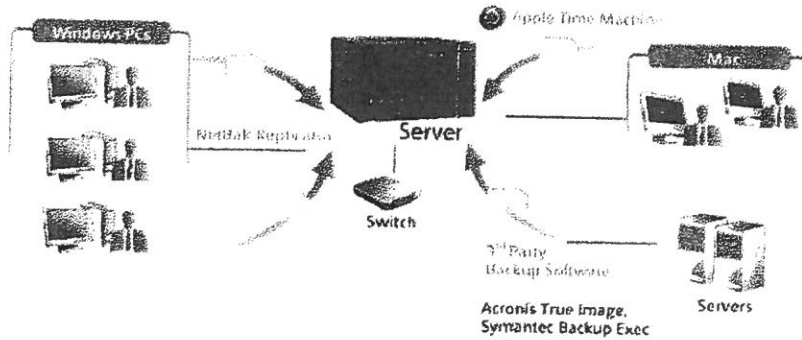 Windows PCs
Apple Time Machine
Mac
NetBak Replicator
Server
Switch
3rd Party
Backup Software
Acronis True Image,
Symantec Backup Exec
Servers